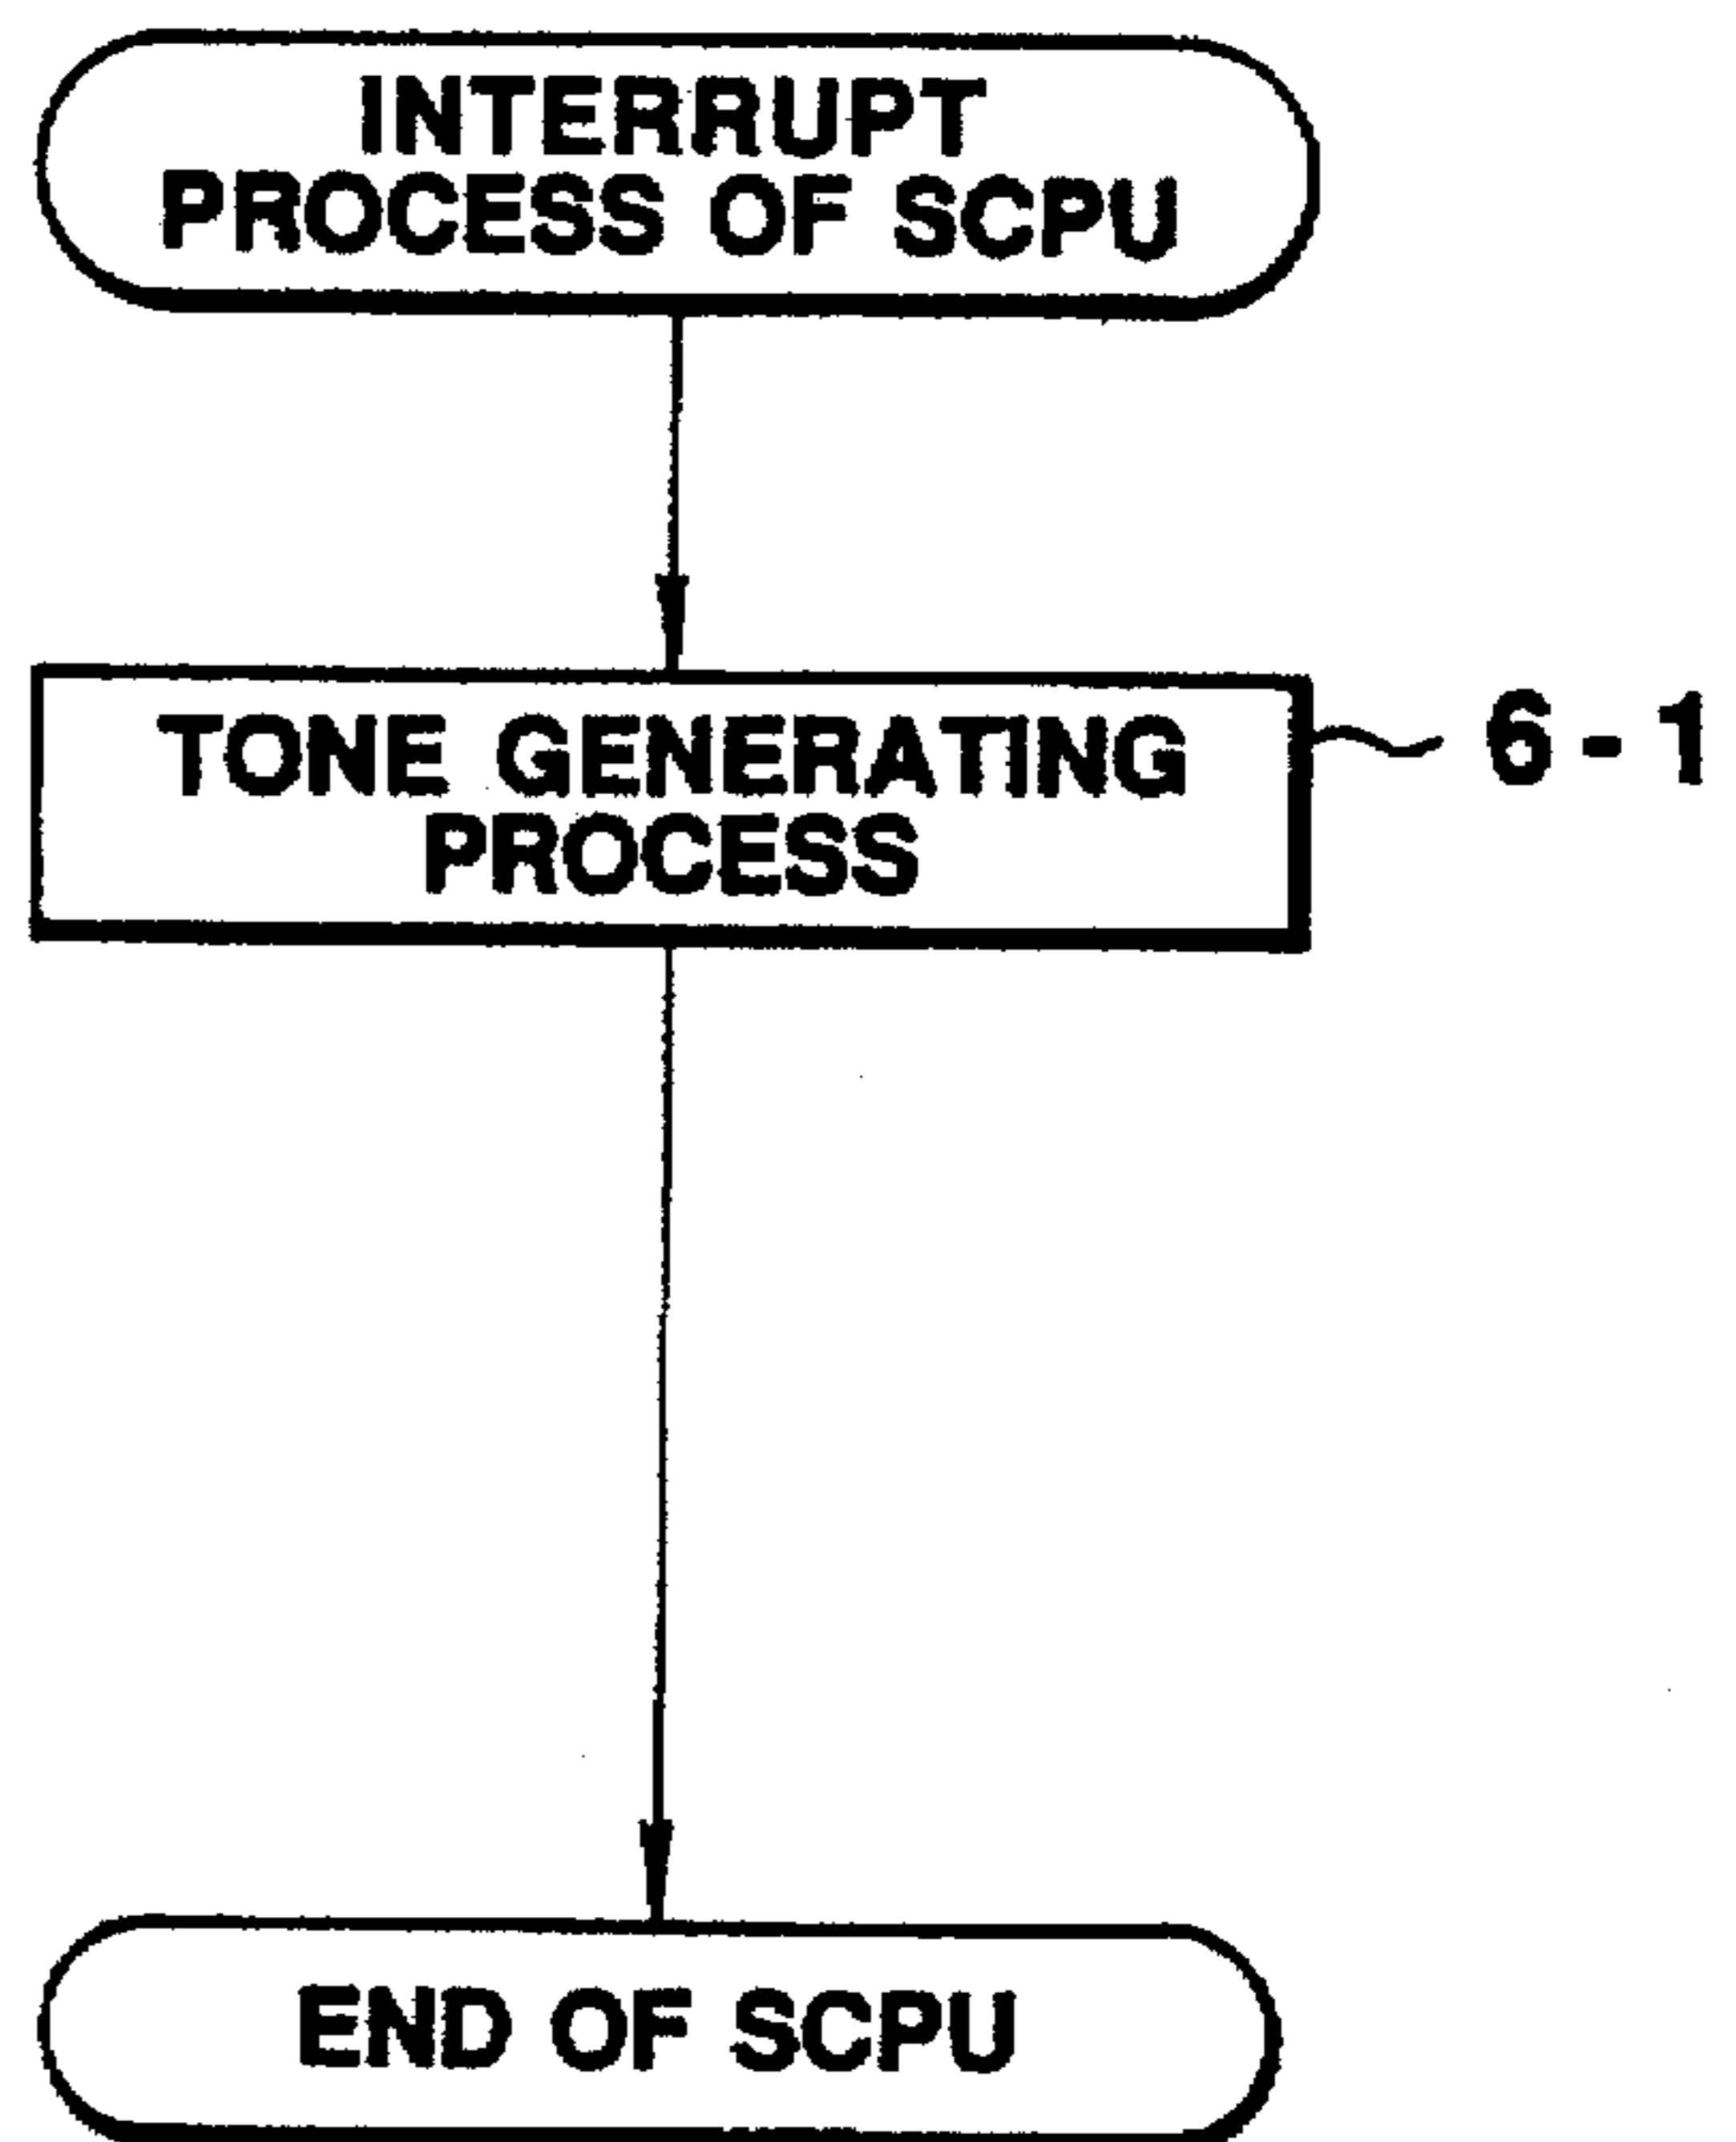 INTERRUPT
PROCESS OF SCPU
TONE GENERATING
PROCESS
6-1
END OF SCPU